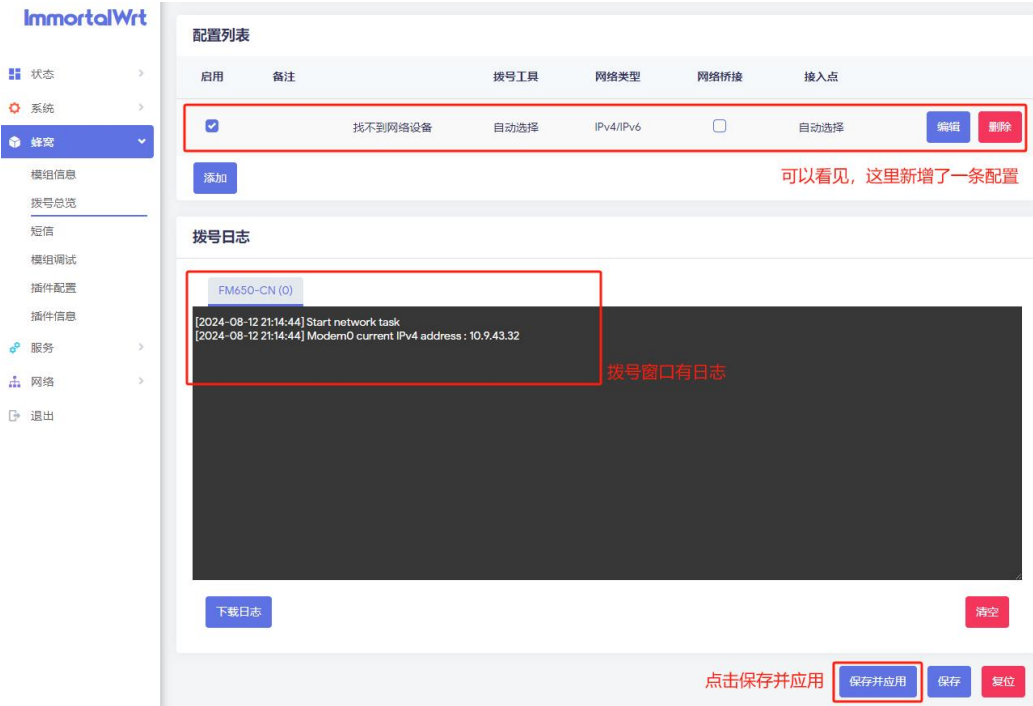 ImmortalWrt
状态
系统
蜂窝
模组信息
拨号总览
短信
模组调试
插件配置
插件信息
服务
网络
退出
配置列表
启用 备注 拨号工具 网络类型 网络桥接 接入点
找不到网络设备 自动选择 IPv4/IPv6 自动选择 编辑 删除
添加 可以看见，这里新增了一条配置
拨号日志
FM650-CN (0)
[2024-08-12 21:14:44] Start network task
[2024-08-12 21:14:44] Modem0 current IPv4 address : 10.9.43.32
拨号窗口有日志
下载日志 清空
点击保存并应用 保存并应用 保存 复位